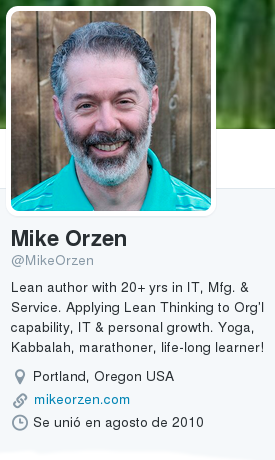 Mike Orzen
@MikeOrzen
Lean author with 20+ yrs in IT, Mfg. &
Service. Applying Lean Thinking to Org'l
capability, IT & personal growth. Yoga,
Kabbalah, marathoner, life-long learner!
Portland, Oregon USA
mikeorzen.com
Se unió en agosto de 2010